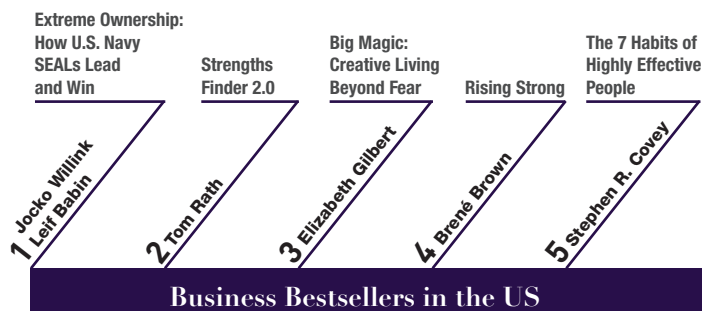 Extreme Ownership:
How U.S. Navy
SEALs Lead
and Win
Strengths
Finder 2.0
Big Magic:
Creative Living
Beyond Fear
Rising Strong
The 7 Habits of
Highly Effective
People
1 Jocko Willink
Leif Babin
2 Tom Rath
3 Elizabeth Gilbert
4 Brené Brown
5 Stephen R. Covey
Business Bestsellers in the US